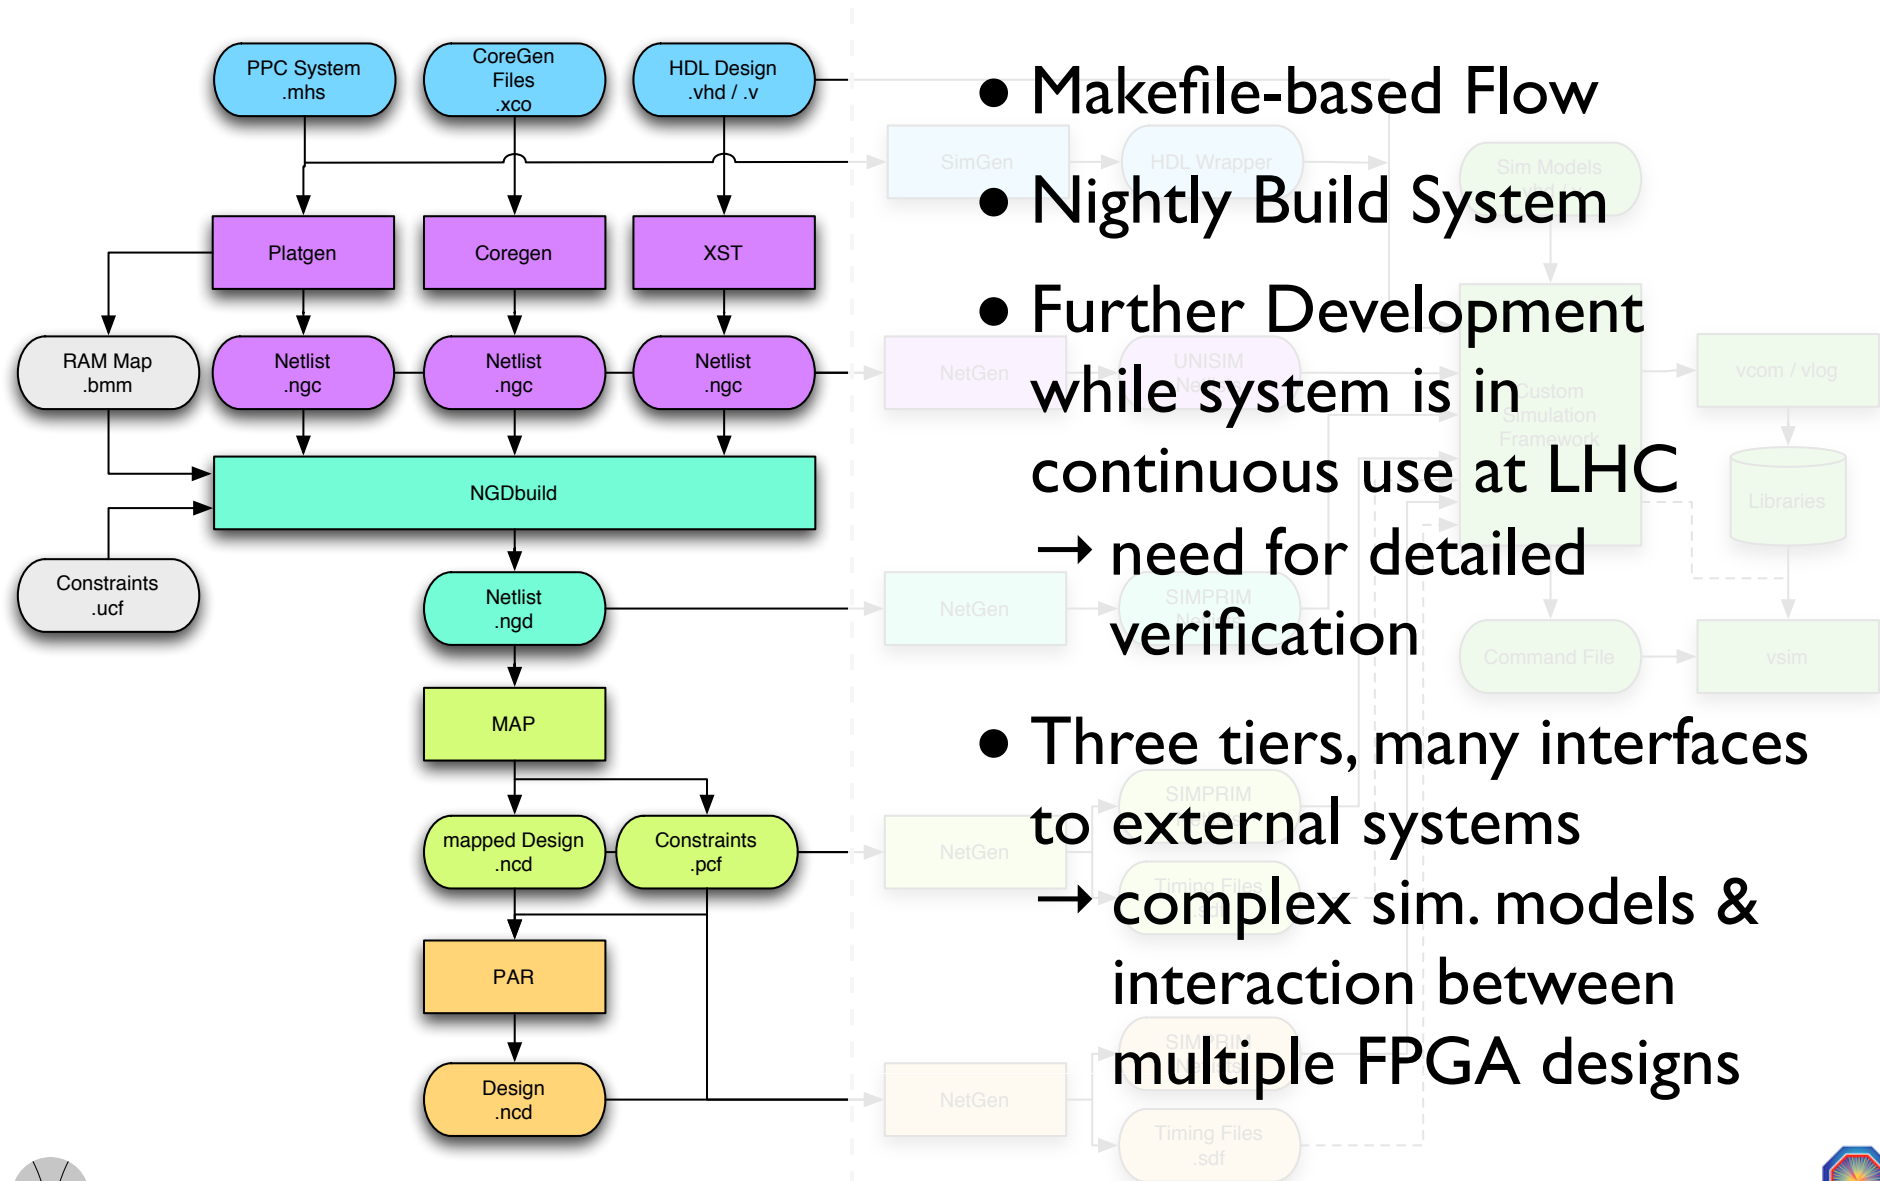 PPC System
.mhs
CoreGen
Files
.xco
HDL Design
.vhd / .v
Platgen
Coregen
XST
RAM Map
.bmm
Netlist
.ngc
Netlist
.ngc
Netlist
.ngc
NGDbuild
Constraints
.ucf
Netlist
.ngd
MAP
mapped Design
.ncd
Constraints
.pcf
PAR
Design
.ncd
• Makefile-based Flow
• Nightly Build System
• Further Development
while system is in
continuous use at LHC
→ need for detailed
verification
• Three tiers, many interfaces
to external systems
→ complex sim. models &
interaction between
multiple FPGA designs
SimGen
HDL Wrapper
Sim Models
NetGen
UNISIM
Custom
Simulation
Framework
vcom / vlog
Libraries
NetGen
SIMPRIM
Command File
vsim
NetGen
SIMPRIM
Timing Files
.sdf
NetGen
SIMPRIM
Timing Files
.sdf